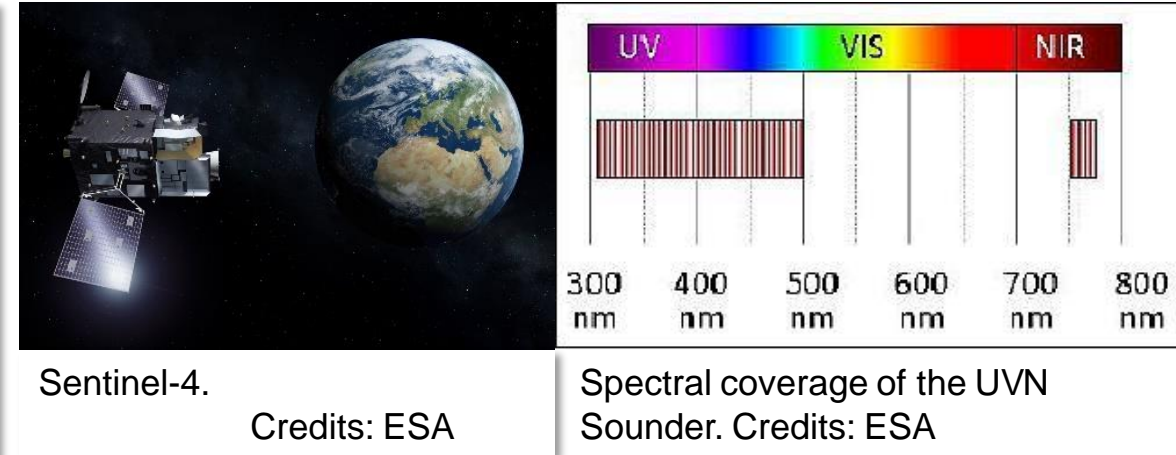 UV VIS NIR
300 400 500 600 700 800
nm nm nm nm nm nm
Sentinel-4.
Credits: ESA
Spectral coverage of the UVN
Sounder. Credits: ESA